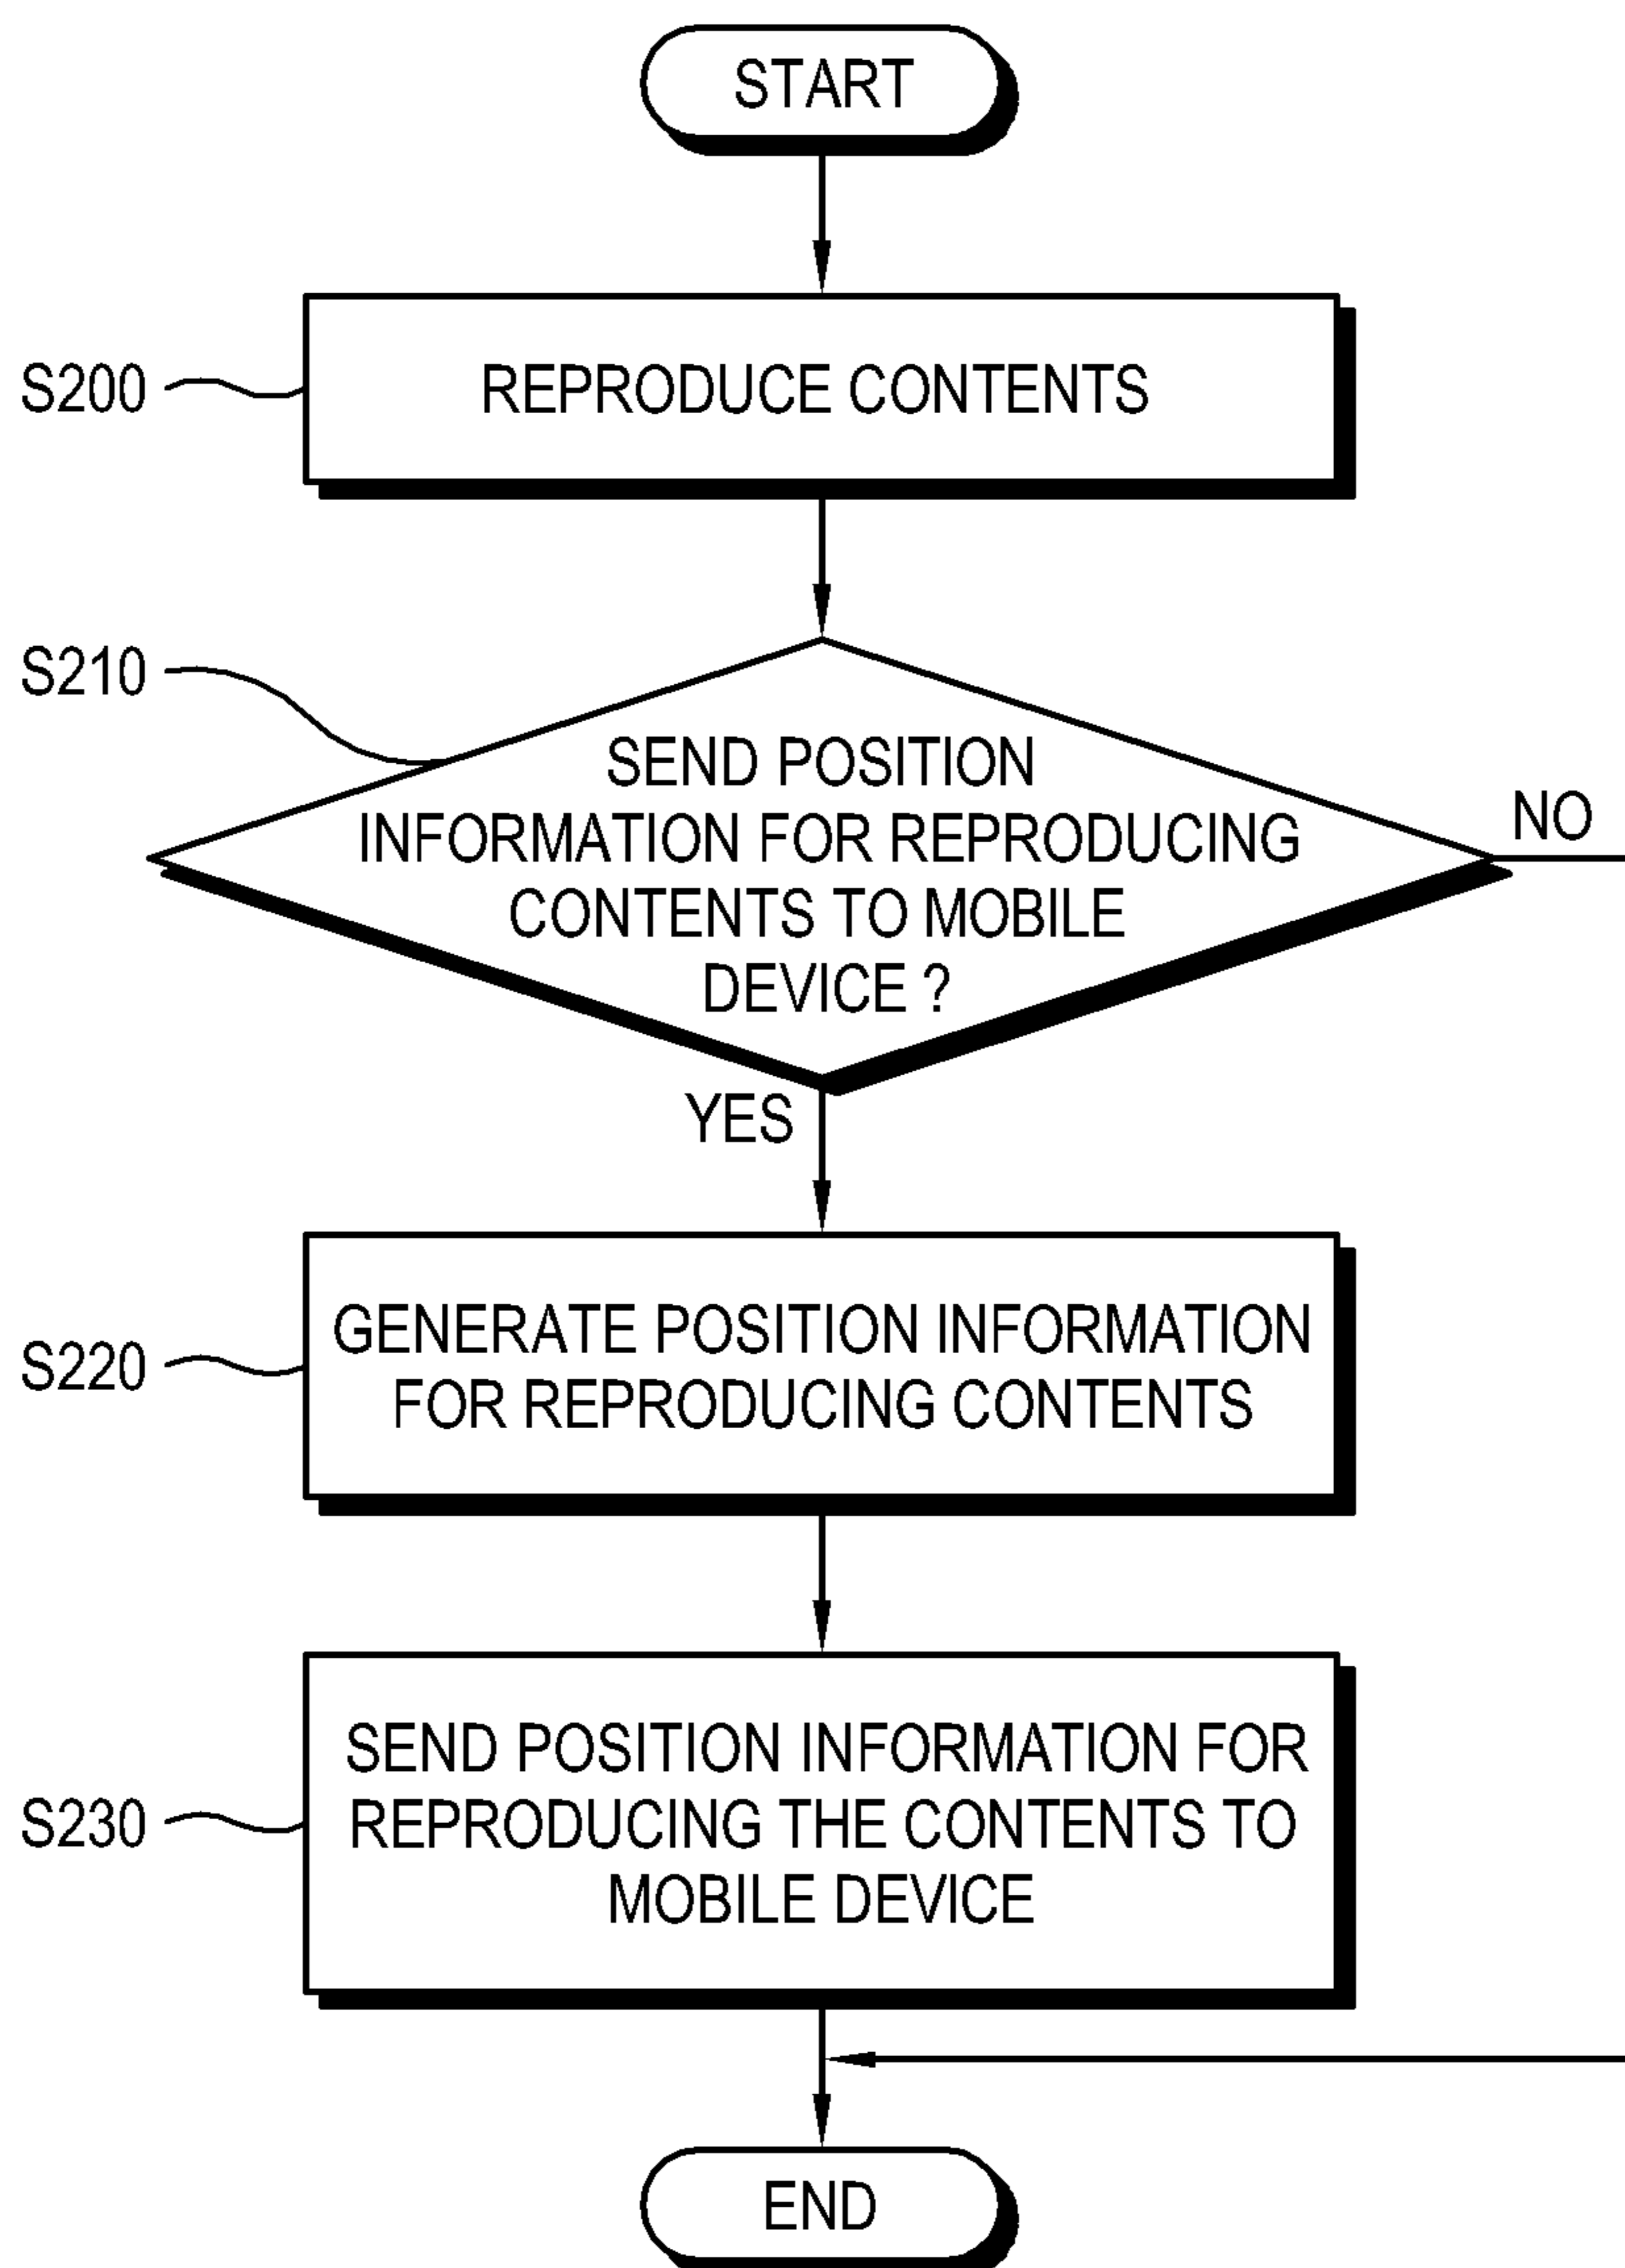 START
S200
REPRODUCE CONTENTS
S210
SEND POSITION
INFORMATION FOR REPRODUCING
CONTENTS TO MOBILE
DEVICE ?
NO
YES
S220
GENERATE POSITION INFORMATION
FOR REPRODUCING CONTENTS
S230
SEND POSITION INFORMATION FOR
REPRODUCING THE CONTENTS TO
MOBILE DEVICE
END